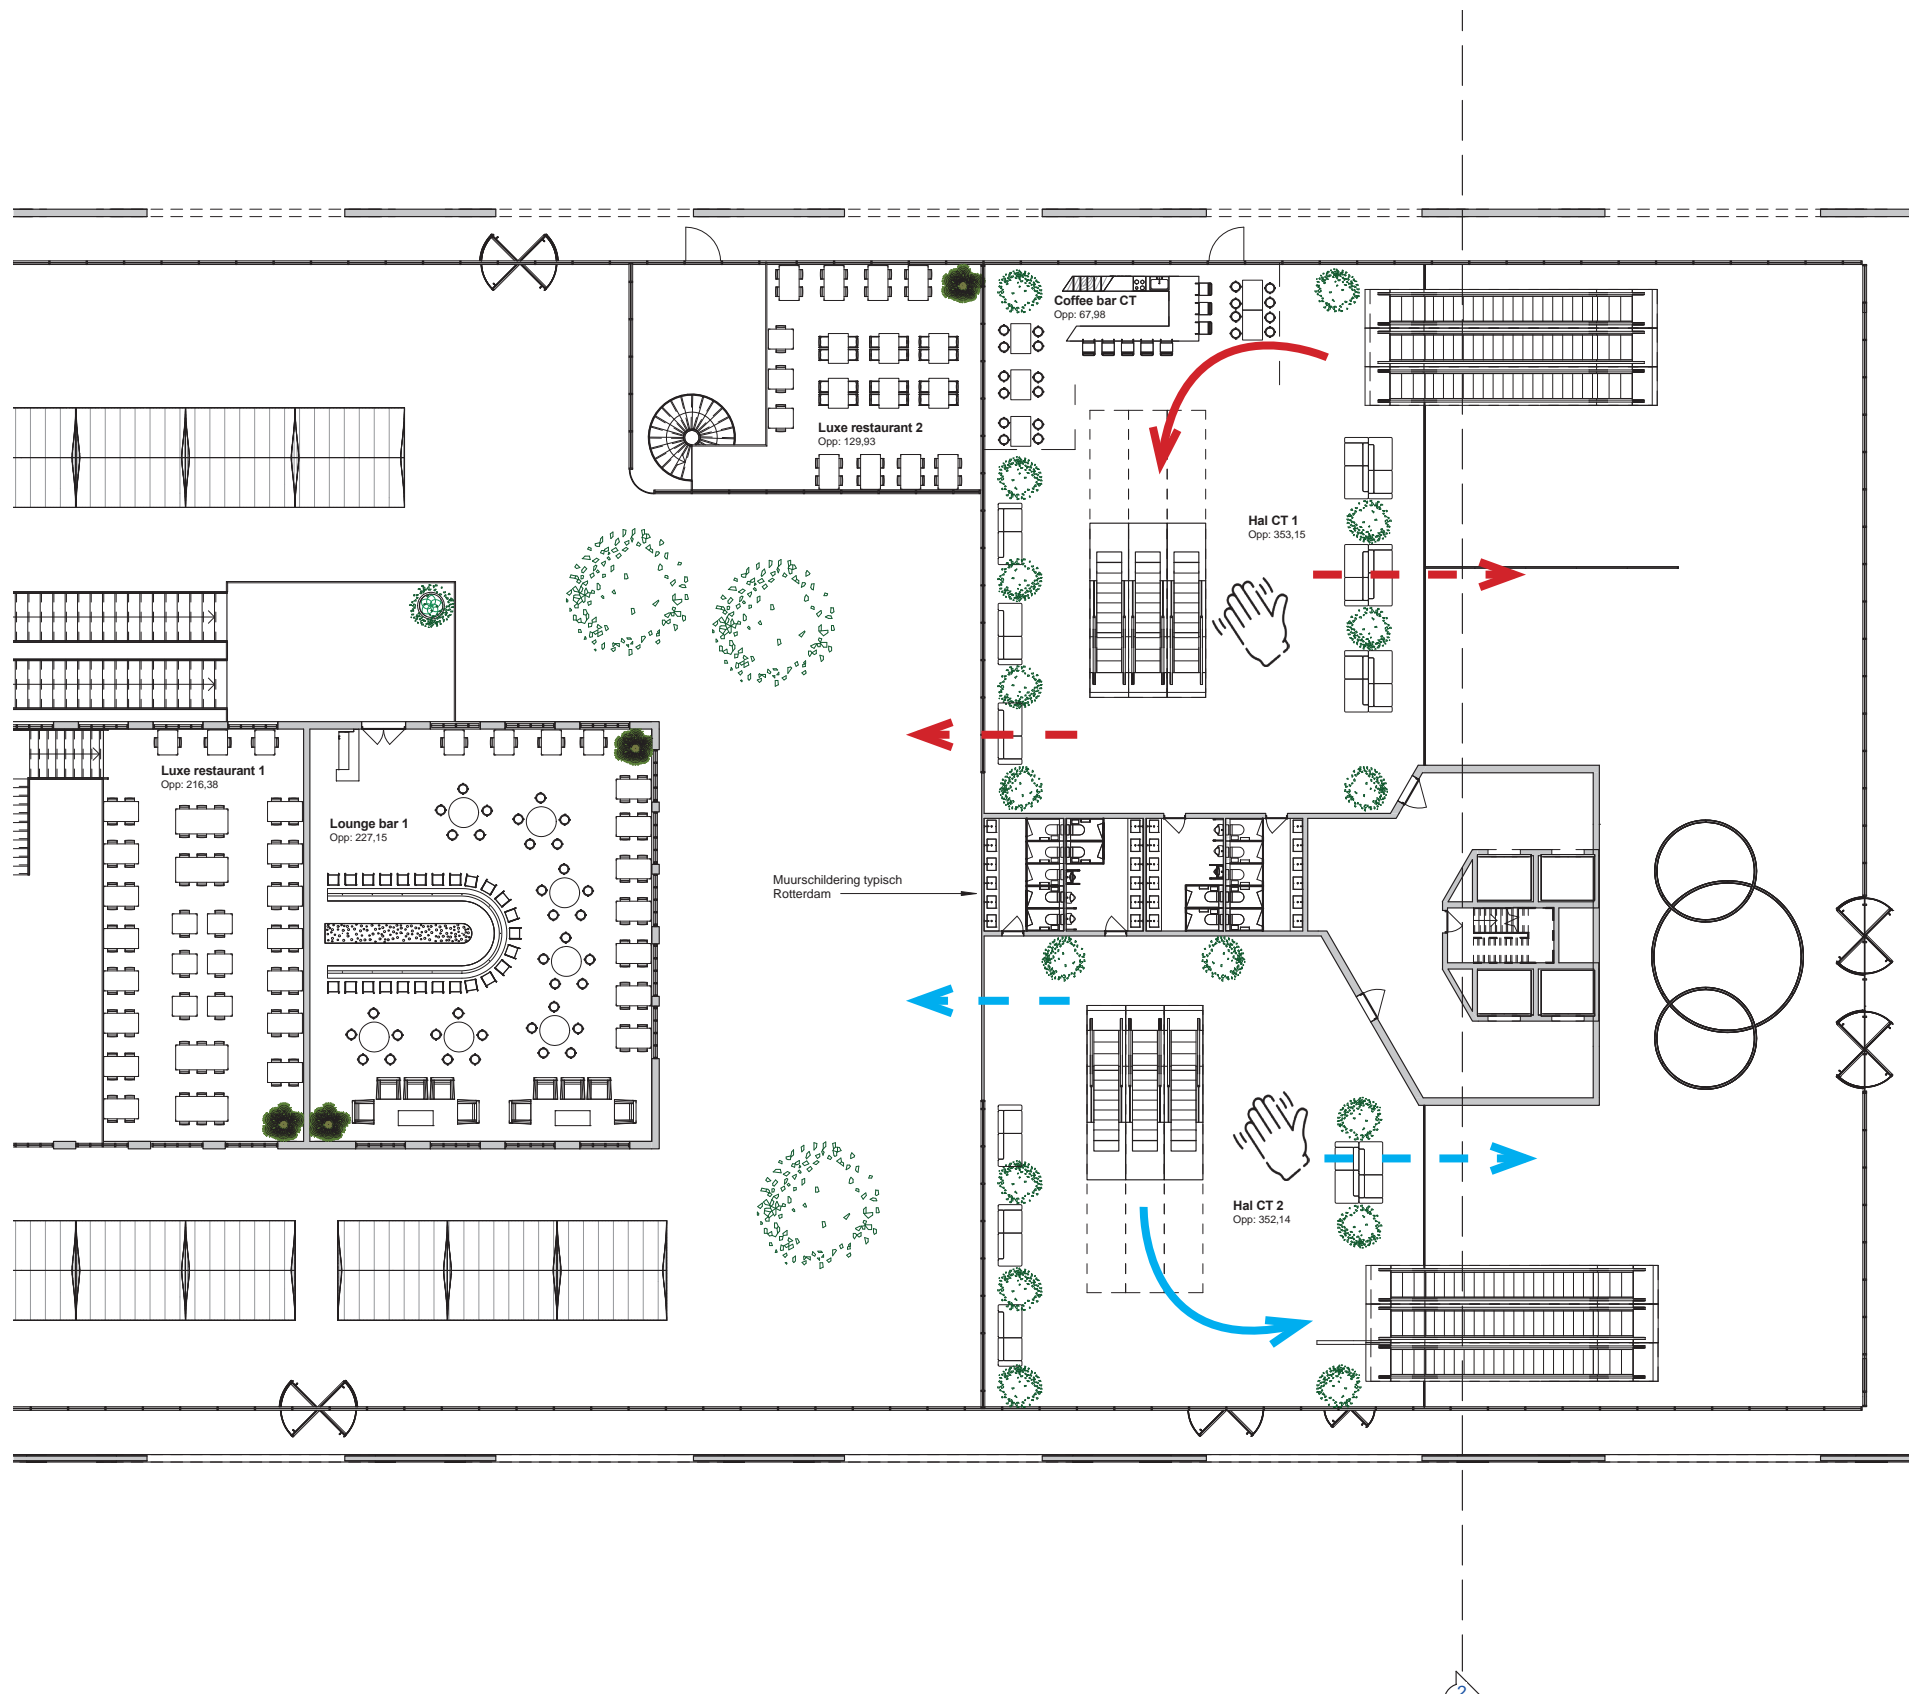 Coffee bar CT
Opp: 67,98
Luxe restaurant 2
Opp: 129,93
Hal CT 1
Opp: 353,15
Luxe restaurant 1
Opp: 216,38
Lounge bar 1
Opp: 227,15
Muurschildering typisch
Rotterdam
Hal CT 2
Opp: 352,14
2